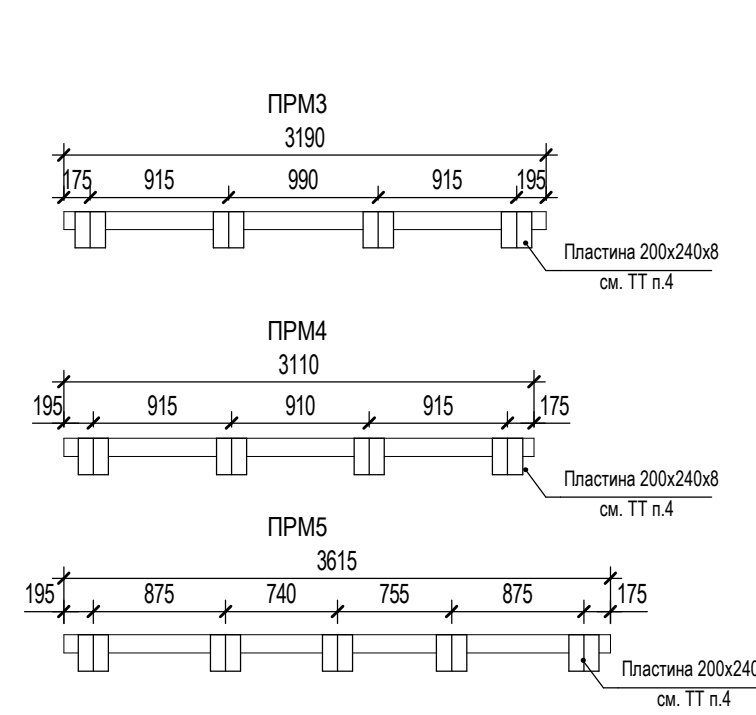 ПРМ3
3190
175 915 990 915 195
Пластина 200х240х8
см. ТТ п.4
ПРМ4
3110
195 915 910 915 175
Пластина 200х240х8
см. ТТ п.4
ПРМ5
3615
195 875 740 755 875 175
Пластина 200х240
см. ТТ п.4